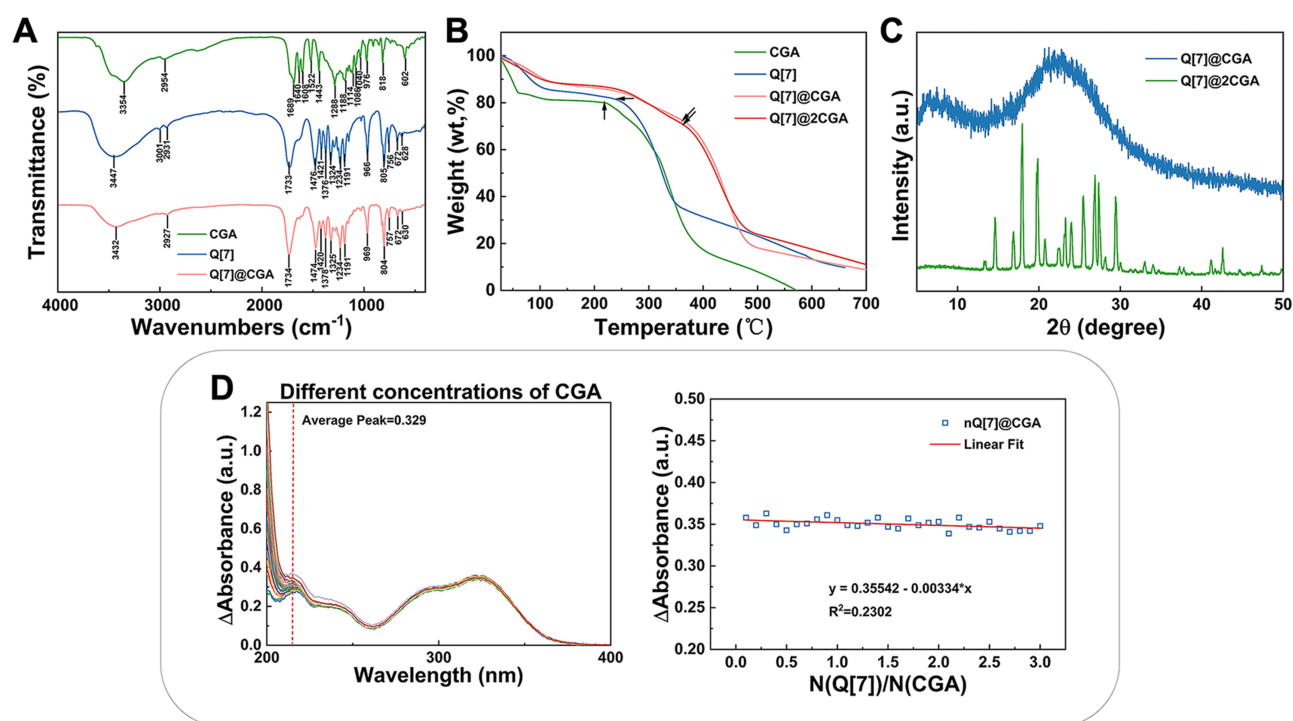 A
Transmittance (%)
3354
2954
1689
1640
1608
1522
1443
1288
1188
1114
1086
1040
976
818
602
3447
3001
2931
1733
1476
1421
1376
1324
1234
1191
966
805
756
672
628
3432
2927
1734
1474
1420
1378
1325
1234
1191
969
804
757
672
630
CGA
Q[7]
Q[7]@CGA
4000 3000 2000 1000
Wavenumbers (cm-1)
B
Weight (wt,%)
100
80
60
40
20
0
CGA
Q[7]
Q[7]@CGA
Q[7]@2CGA
100 200 300 400 500 600 700
Temperature (℃)
C
Intensity (a.u.)
Q[7]@CGA
Q[7]@2CGA
10 20 30 40 50
2θ (degree)
D
Different concentrations of CGA
ΔAbsorbance (a.u.)
1.2
1.0
0.8
0.6
0.4
0.2
0.0
Average Peak=0.329
200 300 400
Wavelength (nm)
ΔAbsorbance (a.u.)
0.50
0.45
0.40
0.35
0.30
0.25
0.20
nQ[7]@CGA
Linear Fit
y = 0.35542 - 0.00334*x
R2=0.2302
0.0 0.5 1.0 1.5 2.0 2.5 3.0
N(Q[7])/N(CGA)